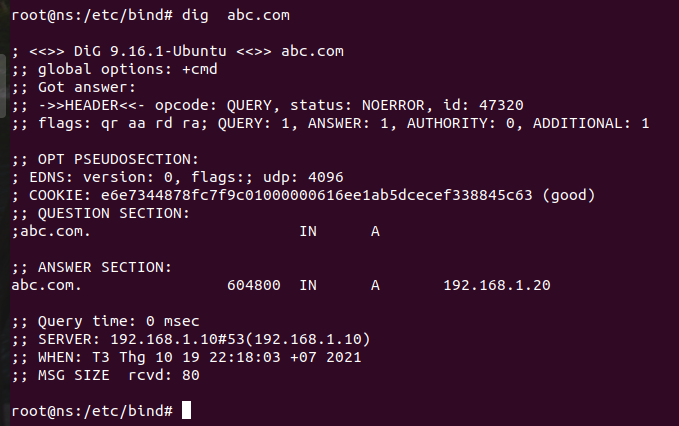 root@ns:/etc/bind# dig  abc.com

; <<>> DiG 9.16.1-Ubuntu <<>> abc.com
;; global options: +cmd
;; Got answer:
;; ->>HEADER<<- opcode: QUERY, status: NOERROR, id: 47320
;; flags: qr aa rd ra; QUERY: 1, ANSWER: 1, AUTHORITY: 0, ADDITIONAL: 1

;; OPT PSEUDOSECTION:
; EDNS: version: 0, flags:; udp: 4096
; COOKIE: e6e7344878fc7f9c01000000616ee1ab5dcecef338845c63 (good)
;; QUESTION SECTION:
;abc.com.                        IN      A

;; ANSWER SECTION:
abc.com.                604800  IN      A       192.168.1.20

;; Query time: 0 msec
;; SERVER: 192.168.1.10#53(192.168.1.10)
;; WHEN: T3 Thg 10 19 22:18:03 +07 2021
;; MSG SIZE  rcvd: 80

root@ns:/etc/bind#